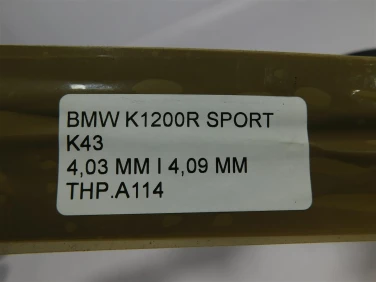 BMW K1200R SPORT
K43
4,03 MM I 4,09 MM
THP.A114